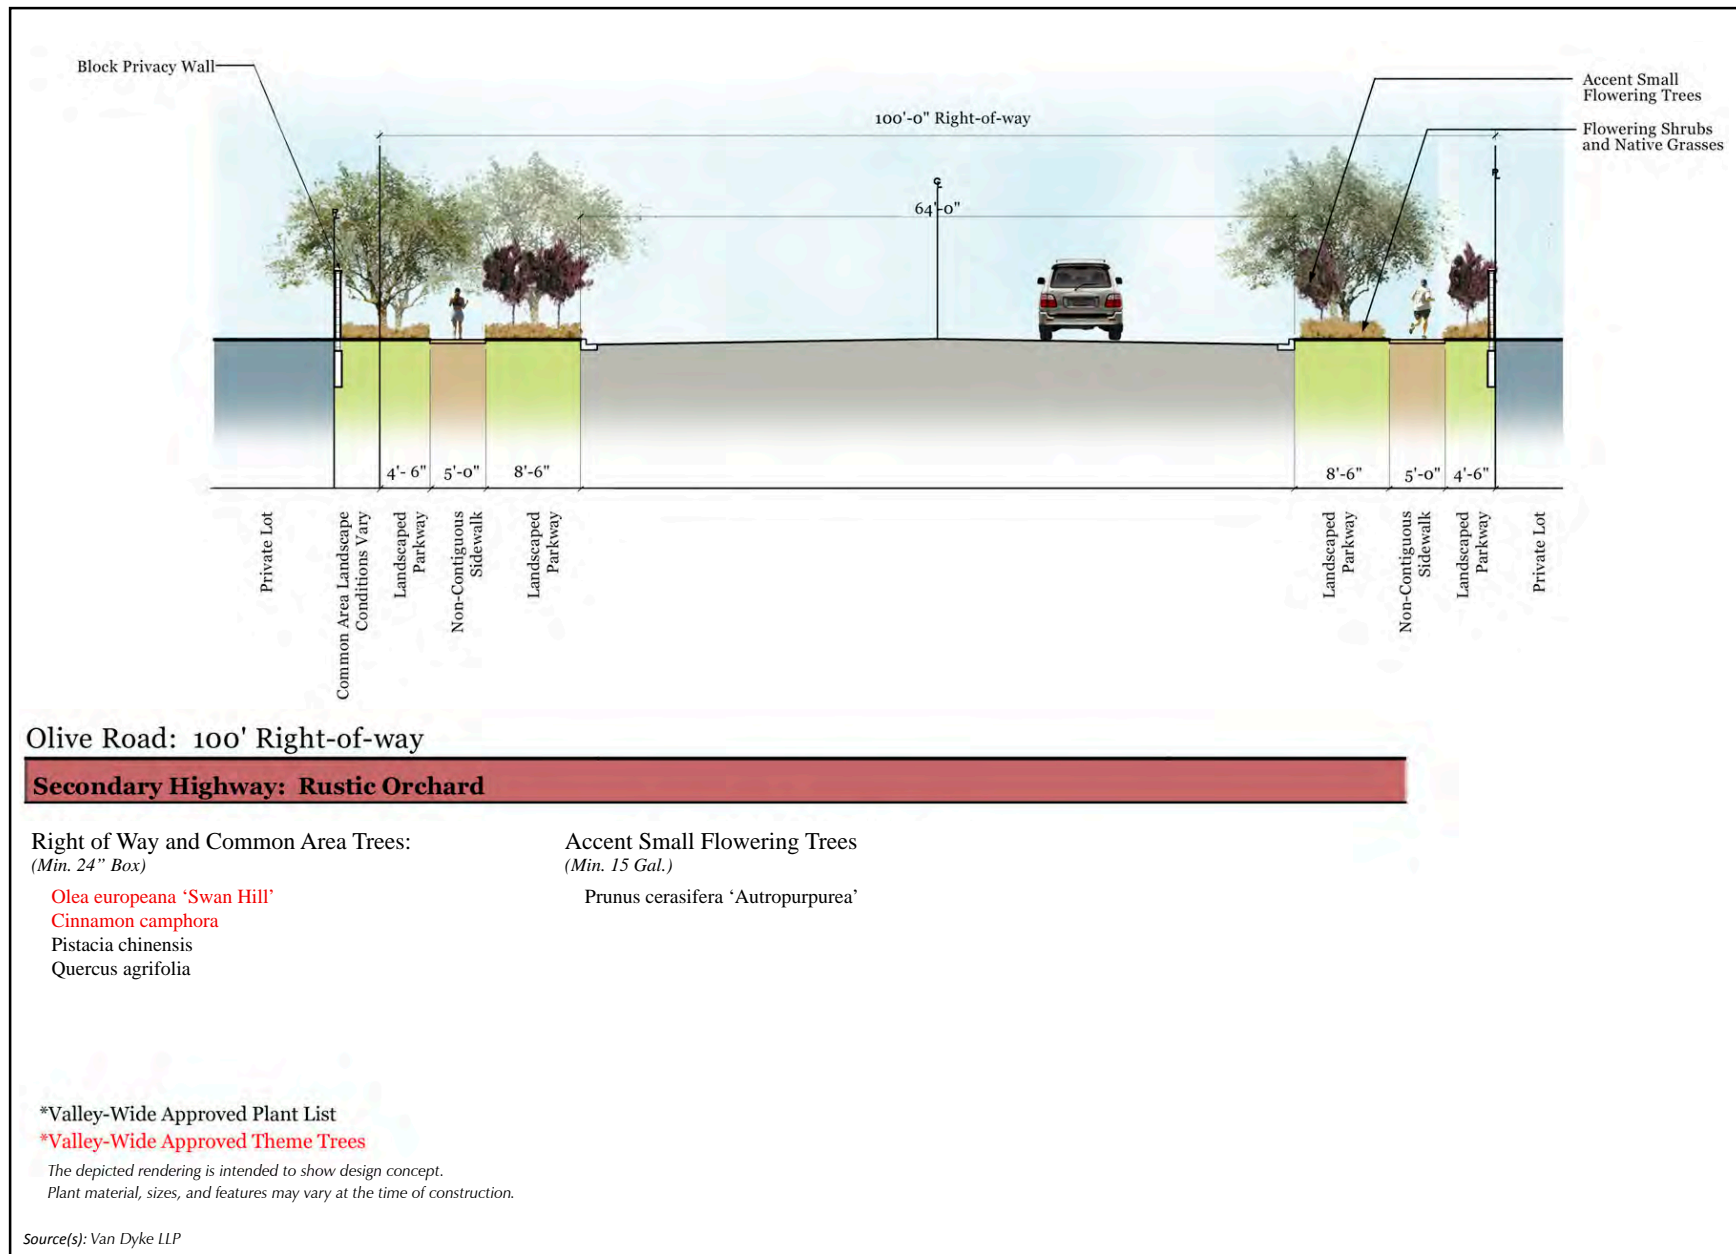 Block Privacy Wall
Accent Small
Flowering Trees
100'-0" Right-of-way
Flowering Shrubs
and Native Grasses
64'-0"
4'- 6"
5'-0"
8'-6"
8'-6"
5'-0"
4'-6"
Private Lot
Common Area Landscape
Conditions Vary
Landscaped
Parkway
Non-Contiguous
Sidewalk
Landscaped
Parkway
Landscaped
Parkway
Non-Contiguous
Sidewalk
Landscaped
Parkway
Private Lot
Olive Road: 100' Right-of-way
Secondary Highway: Rustic Orchard
Right of Way and Common Area Trees:
(Min. 24” Box)
Olea europeana ‘Swan Hill’
Cinnamon camphora
Pistacia chinensis
Quercus agrifolia
Accent Small Flowering Trees
(Min. 15 Gal.)
Prunus cerasifera ‘Autropurpurea’
*Valley-Wide Approved Plant List
*Valley-Wide Approved Theme Trees
The depicted rendering is intended to show design concept.
Plant material, sizes, and features may vary at the time of construction.
Source(s): Van Dyke LLP